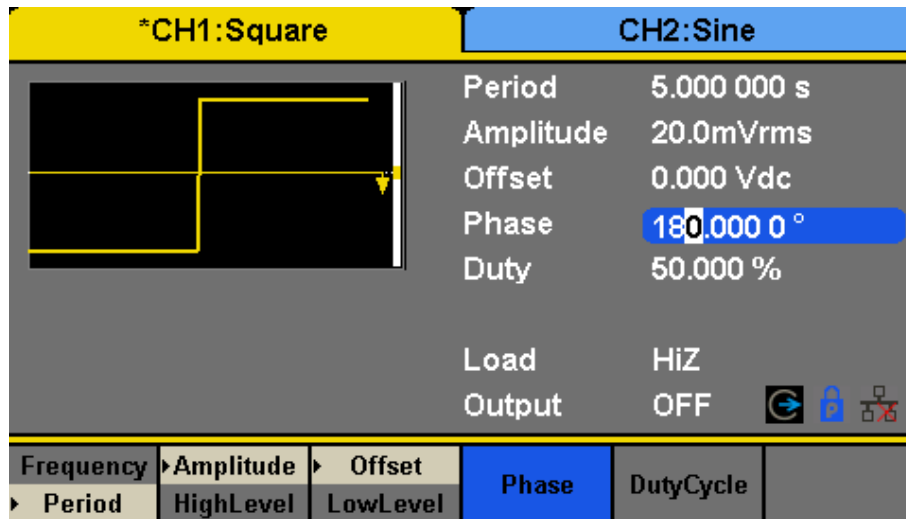 *CH1:Square
CH2:Sine
Period 5.000 000 s
Amplitude 20.0mVrms
Offset 0.000 Vdc
Phase 180.000 0 °
Duty 50.000 %
Load HiZ
Output OFF
P
Frequency Amplitude Offset
Phase DutyCycle
Period HighLevel LowLevel